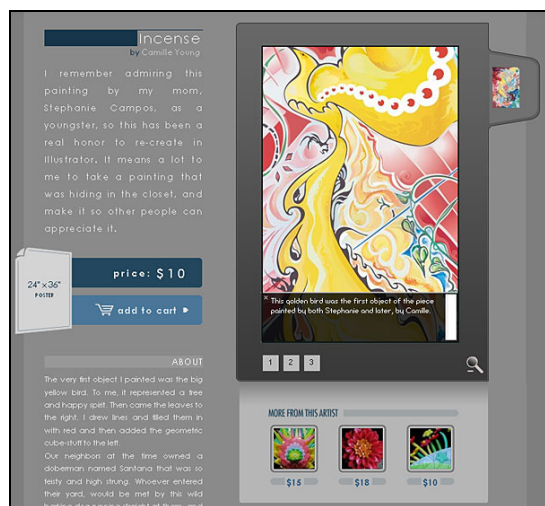 Incense
by Camille Young
I remember admiring this
painting by my mom,
Stephanie Campos, as a
youngster, so this has been a
real honor to re-create in
illustrator. It means a lot to
me to take a painting that
was hiding in the closet, and
make it so other people can
appreciate it.
24" x 36"
POSTER
price: $10
add to cart
ABOUT
The very first object I painted was the big
yellow bird. To me, it represented a free
and happy spirit. Then came the leaves to
the right. I drew lines and filled them in
with red and then added the geometric
cube-stuff to the left.
Our neighbors at the time owned a
doberman named Santana that was so
feisty and high strung. Whoever entered
their yard, would be met by this wild
× This golden bird was the first object of the piece
painted by both Stephanie and later, by Camille.
1 2 3
MORE FROM THIS ARTIST
$15 $18 $10